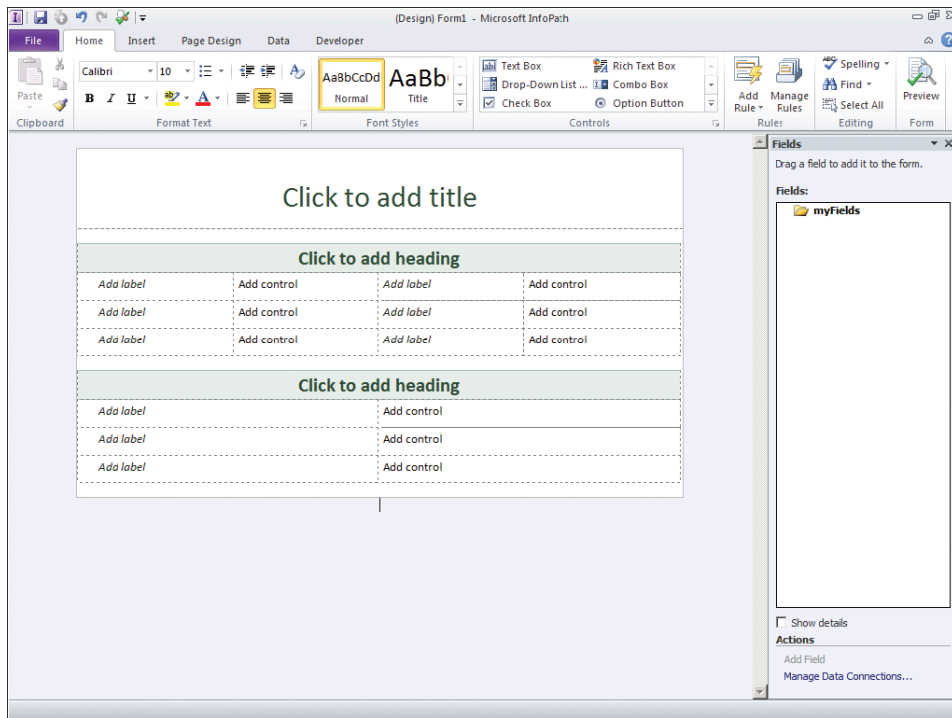 (Design) Form1 - Microsoft InfoPath
File Home Insert Page Design Data Developer
Paste
Clipboard
Calibri 10
B I U
Format Text
AaBbCcDd
Normal
AaBb
Title
Font Styles
Text Box
Rich Text Box
Drop-Down List ...
Combo Box
Check Box
Option Button
Controls
Add Rule
Manage Rules
Rules
Spelling
Find
Select All
Editing
Preview
Form
Click to add title
Click to add heading
Add label Add control Add label Add control
Add label Add control Add label Add control
Add label Add control Add label Add control
Click to add heading
Add label Add control
Add label Add control
Add label Add control
Fields
Drag a field to add it to the form.
Fields:
myFields
Show details
Actions
Add Field
Manage Data Connections...